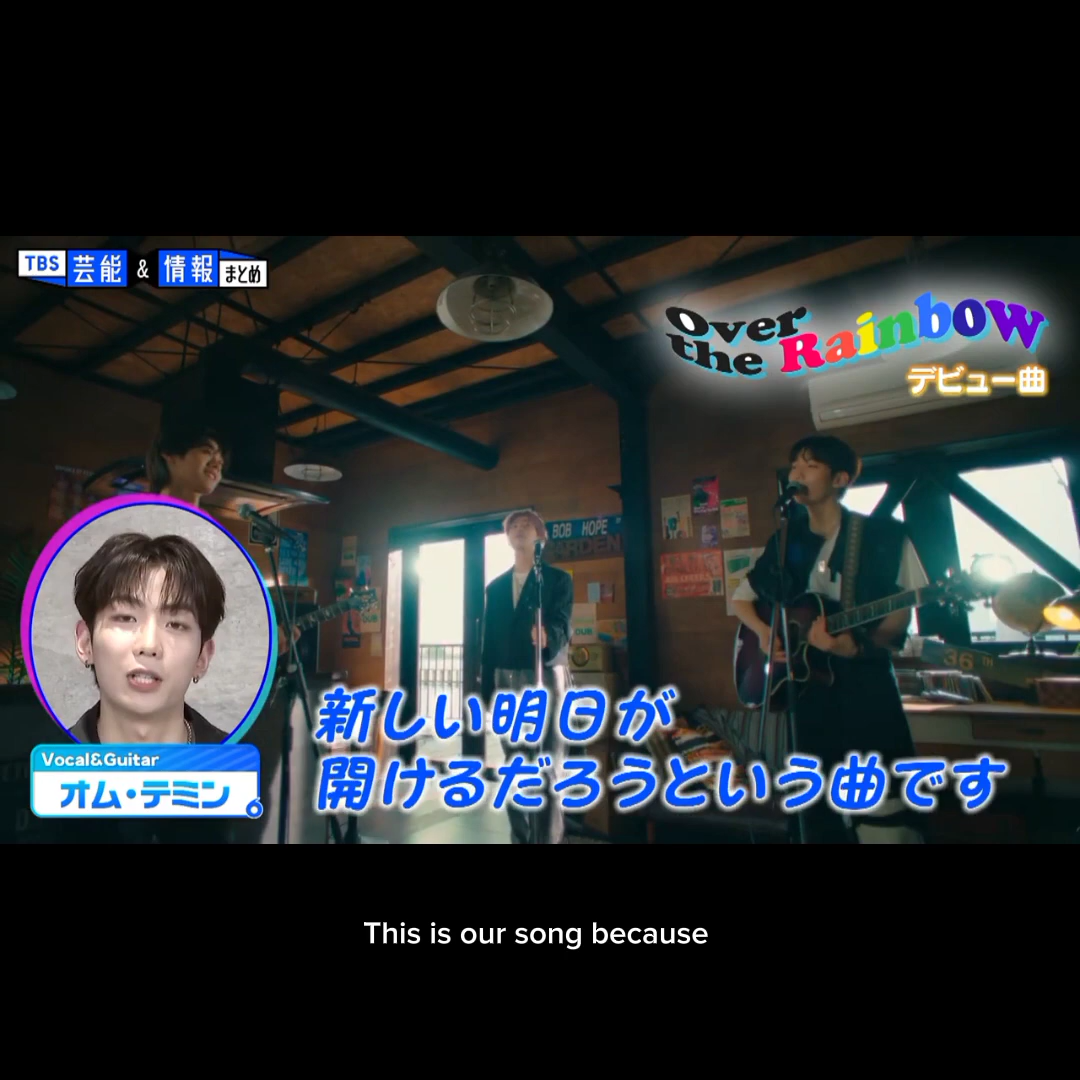 TBS 芸能 & 情報 まとめ
Over
the Rainbow
デビュー曲
BOB HOPE
GARDEN
36 TH
新しい明日が
開けるだろうという曲です
Vocal&Guitar
オム・テミン
This is our song because